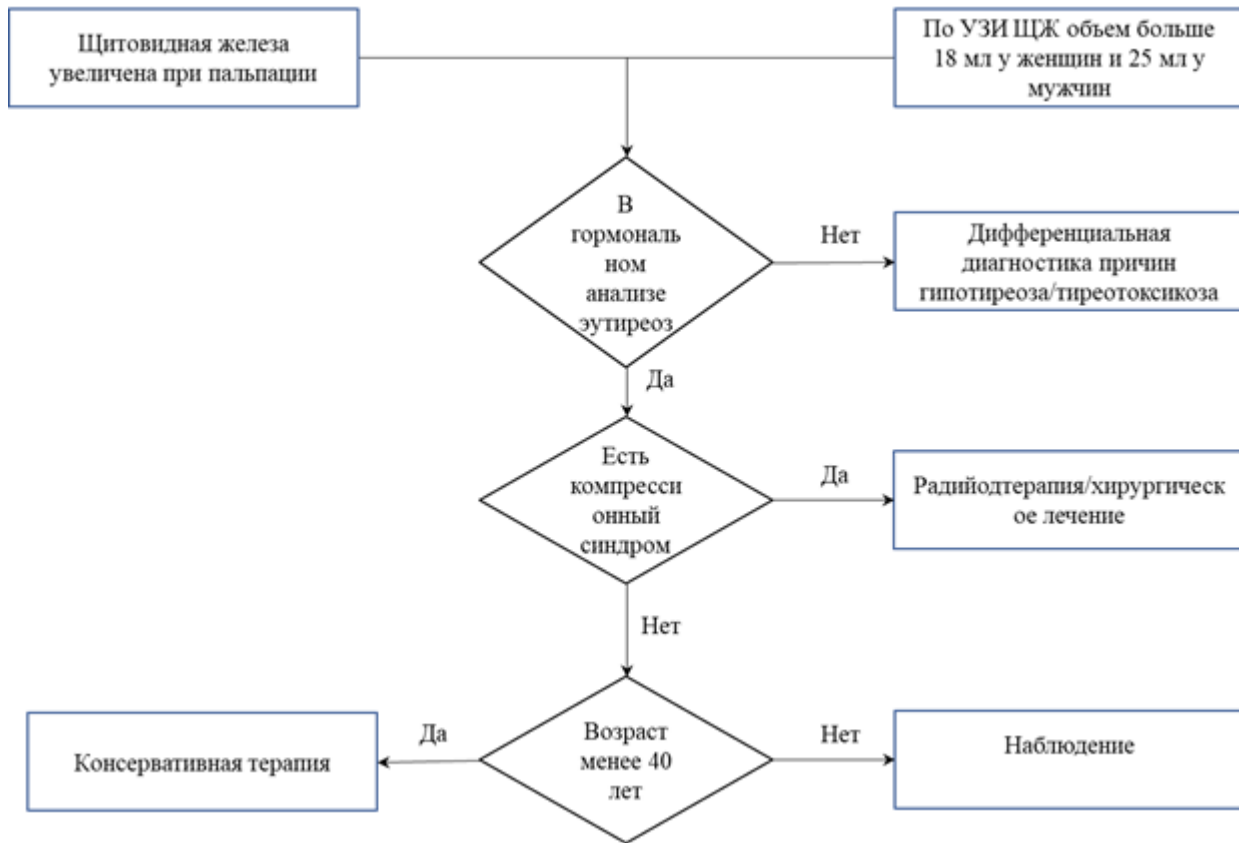 Щитовидная железа
увеличена при пальпации
По УЗИ ЩЖ объем больше
18 мл у женщин и 25 мл у
мужчин
В
гормональ
ном
анализе
эутиреоз
Нет
Дифференциальная
диагностика причин
гипотиреоза/тиреотоксикоза
Да
Есть
компресси
онный
синдром
Да
Радийодтерапия/хирургическ
ое лечение
Нет
Возраст
менее 40
лет
Да
Консервативная терапия
Нет
Наблюдение